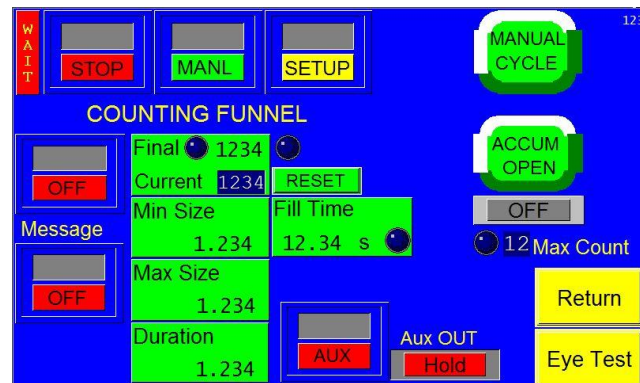 WAIT
STOP
MANL
SETUP
MANUAL
CYCLE
123
COUNTING FUNNEL
OFF
Final 1234
Current 1234
RESET
ACCUM
OPEN
OFF
Message
Min Size
1.234
Fill Time
12.34 s
12 Max Count
OFF
Max Size
1.234
Duration
1.234
AUX
Aux OUT
Hold
Return
Eye Test